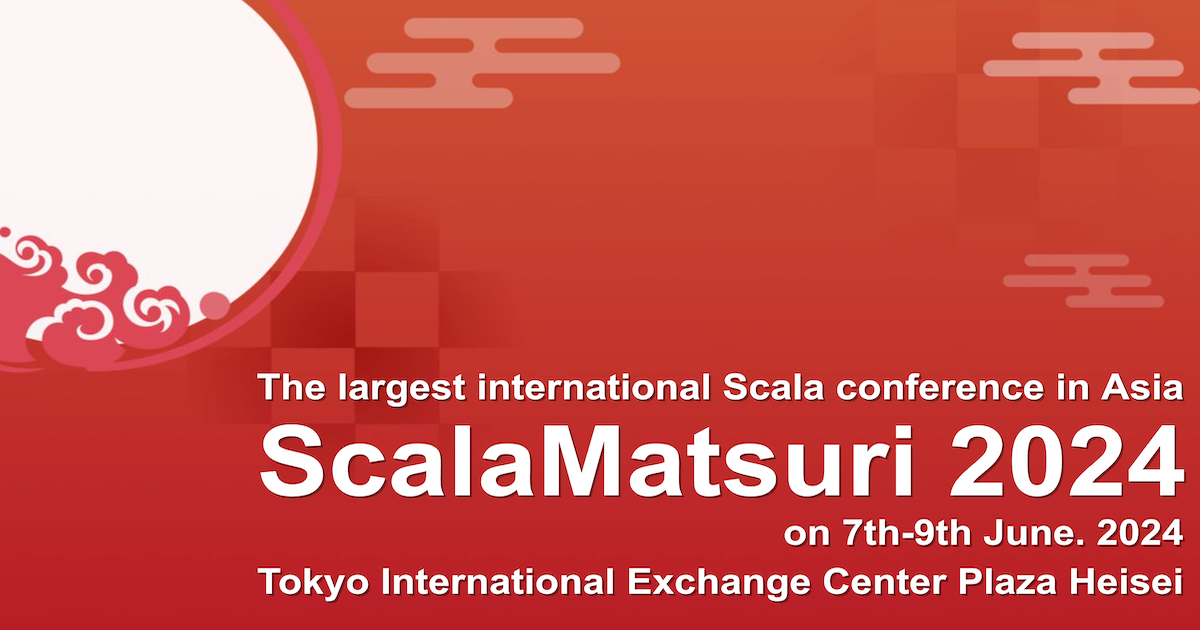 The largest international Scala conference in Asia
ScalaMatsuri 2024
on 7th-9th June. 2024
Tokyo International Exchange Center Plaza Heisei